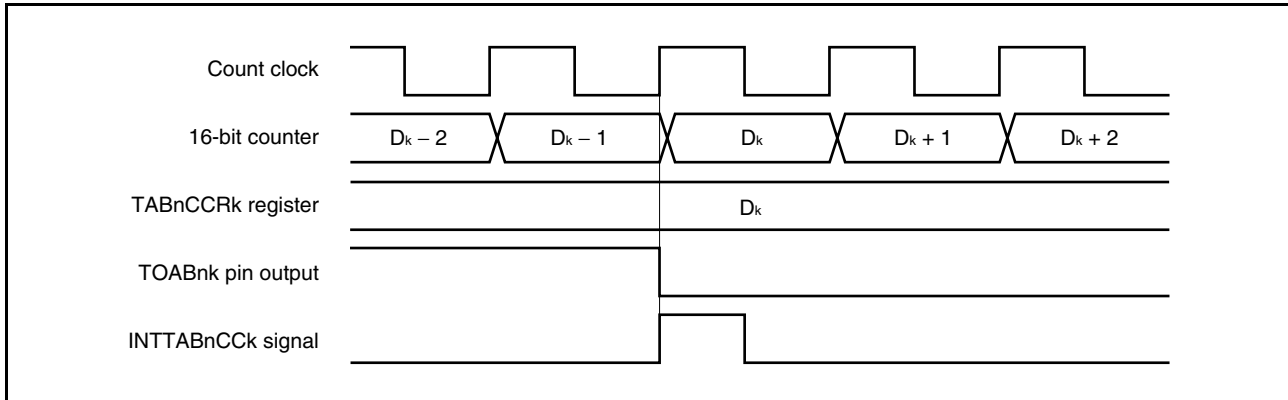 Count clock
16-bit counter
Dk − 2
Dk − 1
Dk
Dk + 1
Dk + 2
TABnCCRk register
Dk
TOABnk pin output
INTTABnCCk signal